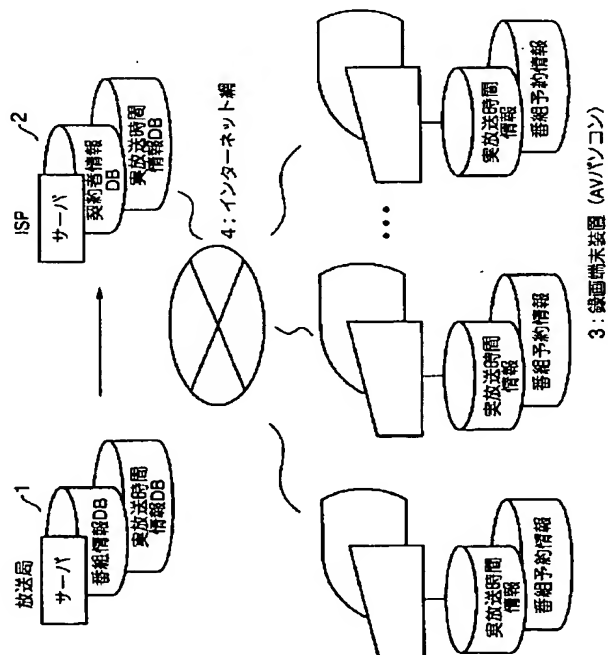 放送局
1
サーバ
番組情報DB
実放送時間
情報DB
ISP
2
サーバ
契約者情報
DB
実放送時間
情報DB
4：インターネット網
実放送時間
情報
番組予約情報
実放送時間
情報
番組予約情報
•••
実放送時間
情報
番組予約情報
3：録画端末装置（AVパソコン）